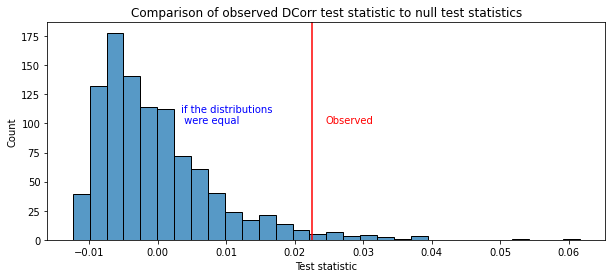 Comparison of observed DCorr test statistic to null test statistics
Count
175
150
125
100
75
50
25
0
if the distributions
were equal
Observed
−0.01 0.00 0.01 0.02 0.03 0.04 0.05 0.06
Test statistic